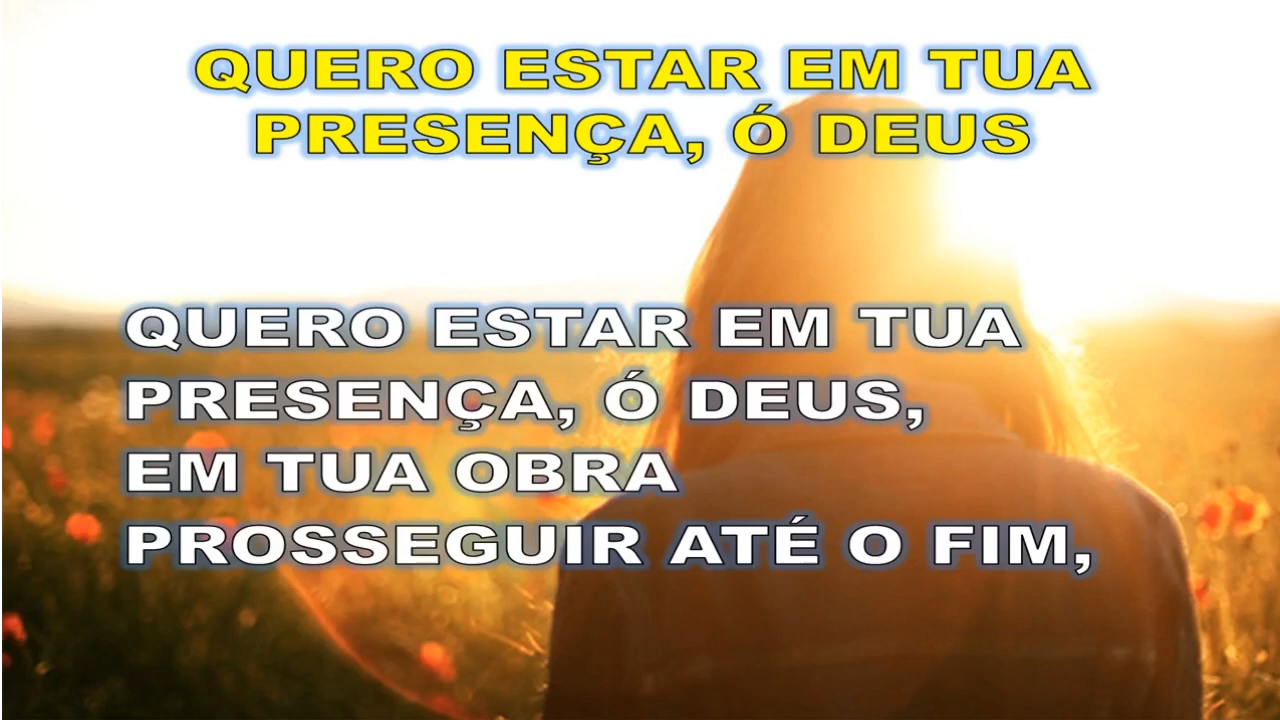 QUERO ESTAR EM TUA
PRESENÇA, Ó DEUS
QUERO ESTAR EM TUA
PRESENÇA, Ó DEUS,
EM TUA OBRA
PROSSEGUIR ATÉ O FIM,